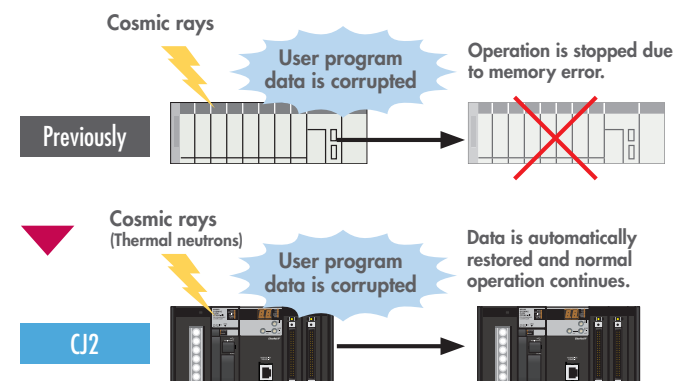 Cosmic rays
User program
data is corrupted
Operation is stopped due
to memory error.
Previously
Cosmic rays
(Thermal neutrons)
User program
data is corrupted
Data is automatically
restored and normal
operation continues.
CJ2